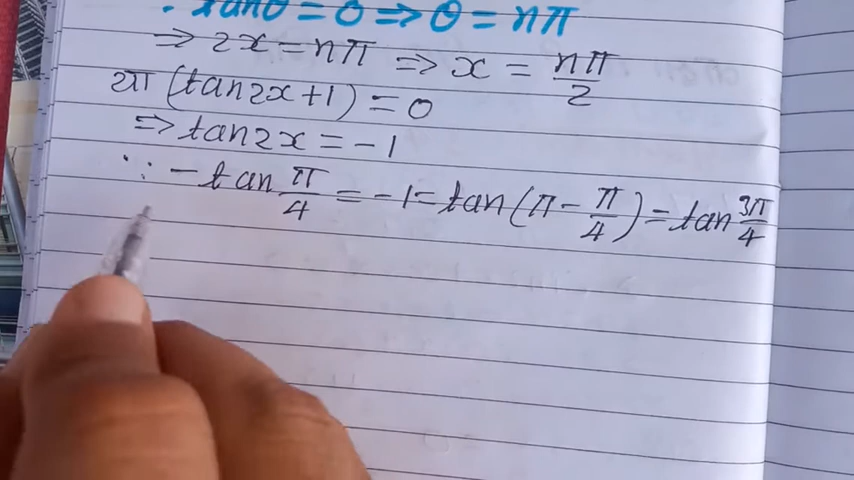 ∵ tanθ = 0 ⇒ θ = nπ
⇒ 2x = nπ ⇒ x = nπ/2
या (tan2x+1) = 0
⇒ tan2x = -1
∵ -tan π/4 = -1 = tan(π - π/4) = tan 3π/4